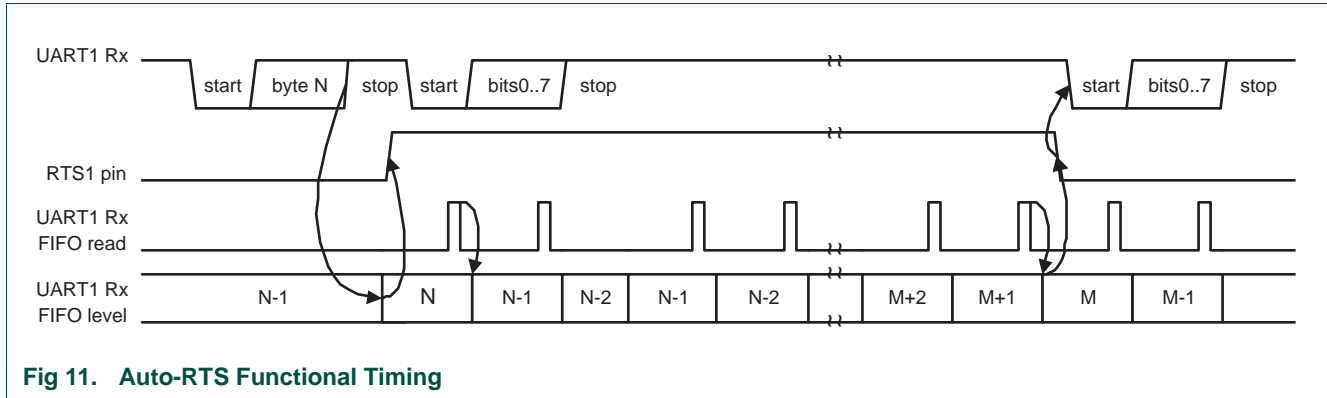 UART1 Rx
start byte N stop start bits0..7 stop start bits0..7 stop
RTS1 pin
UART1 Rx
FIFO read
UART1 Rx
FIFO level
N-1 N N-1 N-2 N-1 N-2 M+2 M+1 M M-1
Fig 11. Auto-RTS Functional Timing